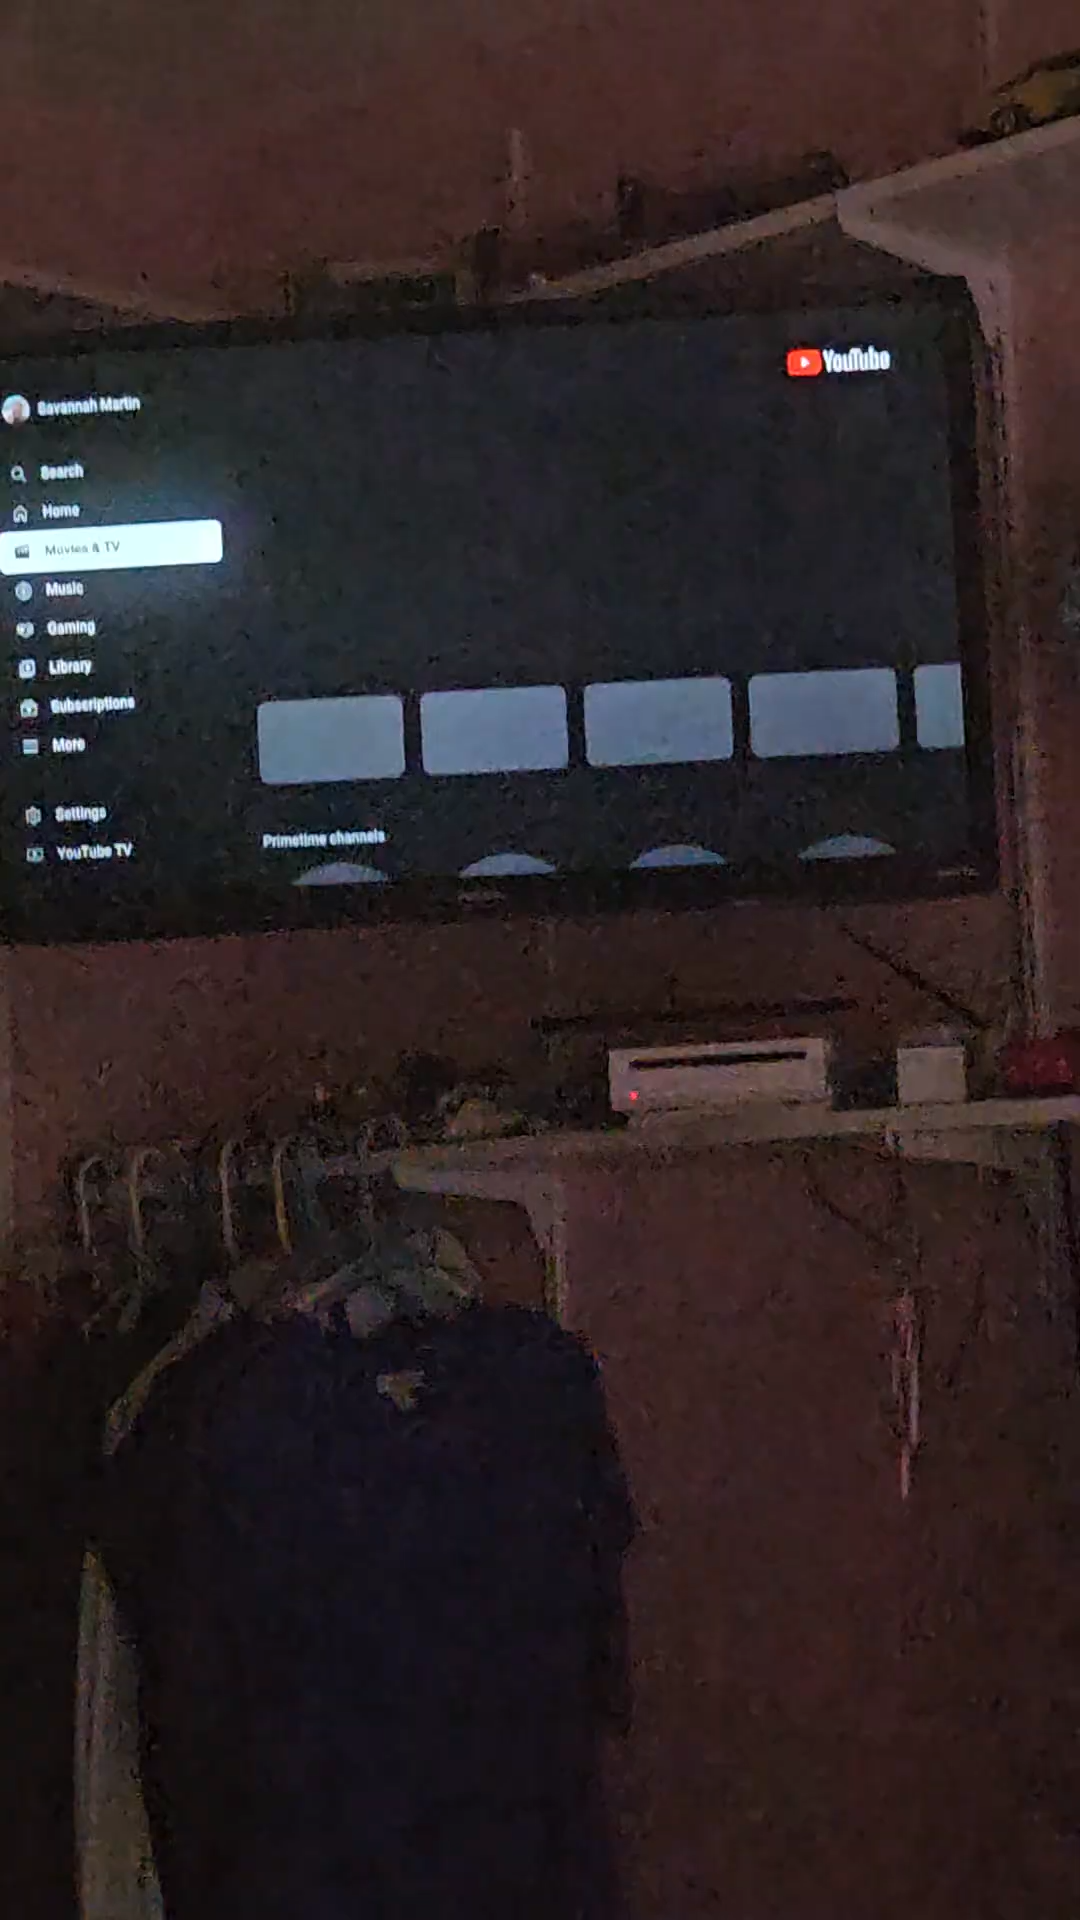 YouTube
Savannah Martin
Search
Home
Movies & TV
Music
Gaming
Library
Subscriptions
More
Settings
YouTube TV
Primetime channels